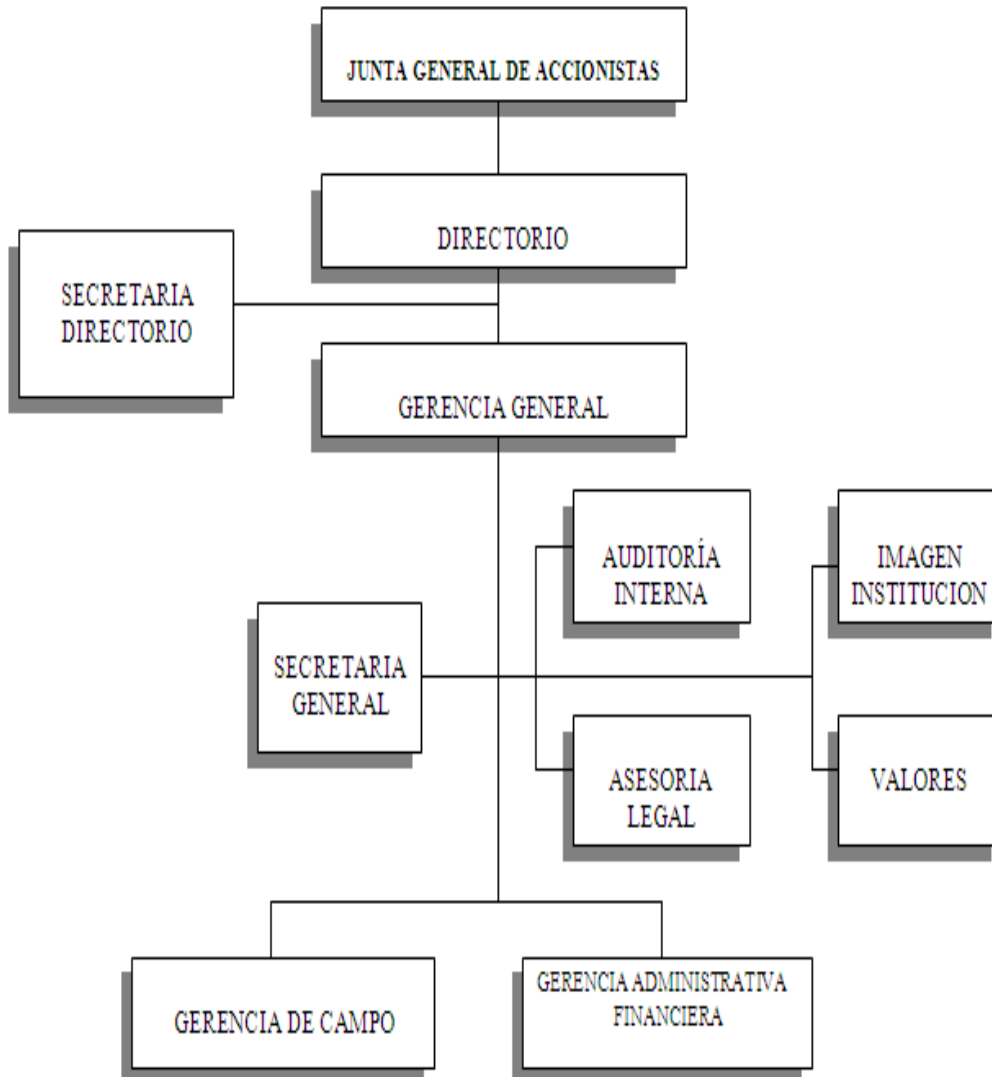 JUNTA GENERAL DE ACCIONISTAS
DIRECTORIO
SECRETARIA
DIRECTORIO
GERENCIA GENERAL
AUDITORÍA
INTERNA
IMAGEN
INSTITUCION
SECRETARIA
GENERAL
ASESORIA
LEGAL
VALORES
GERENCIA DE CAMPO
GERENCIA ADMINISTRATIVA
FINANCIERA